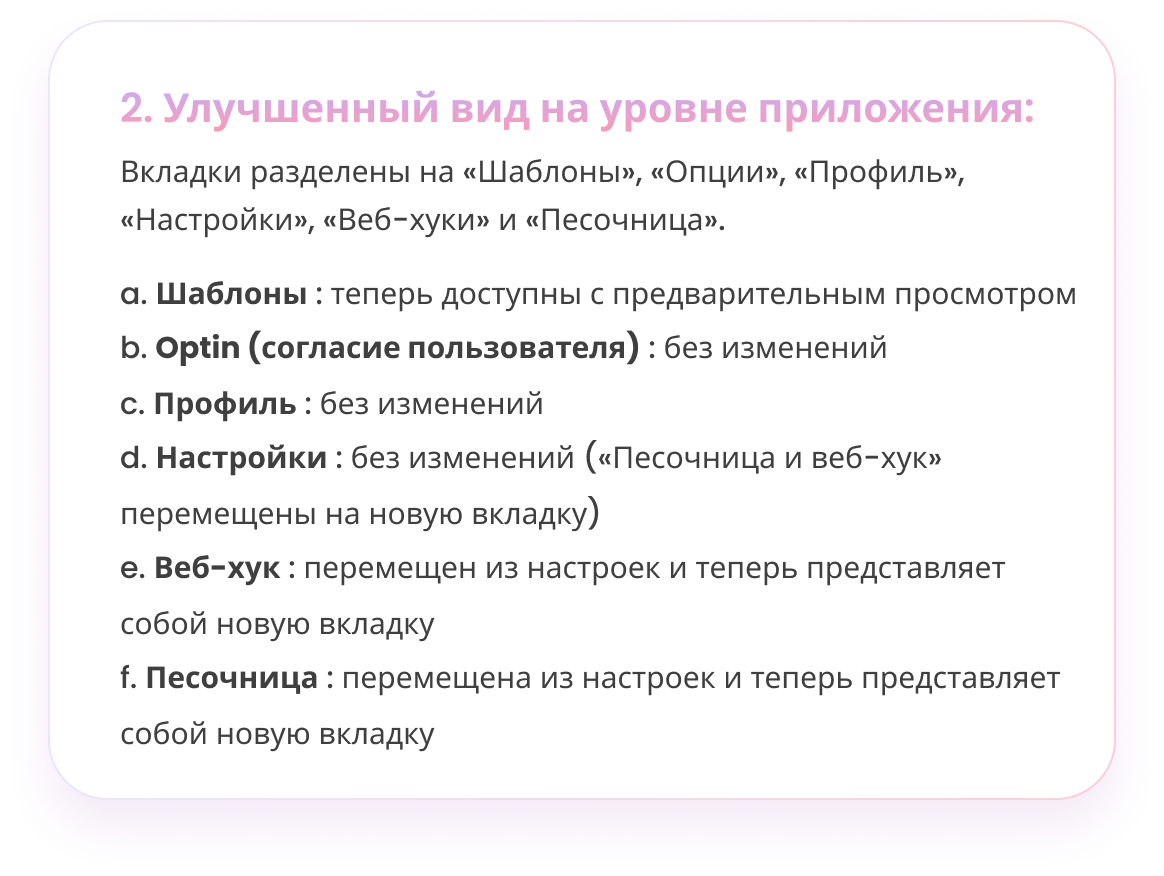 2. Улучшенный вид на уровне приложения:
Вкладки разделены на «Шаблоны», «Опции», «Профиль»,
«Настройки», «Веб-хуки» и «Песочница».
a. Шаблоны : теперь доступны с предварительным просмотром
b. Optin (согласие пользователя) : без изменений
c. Профиль : без изменений
d. Настройки : без изменений («Песочница и веб-хук»
перемещены на новую вкладку)
e. Веб-хук : перемещен из настроек и теперь представляет
собой новую вкладку
f. Песочница : перемещена из настроек и теперь представляет
собой новую вкладку